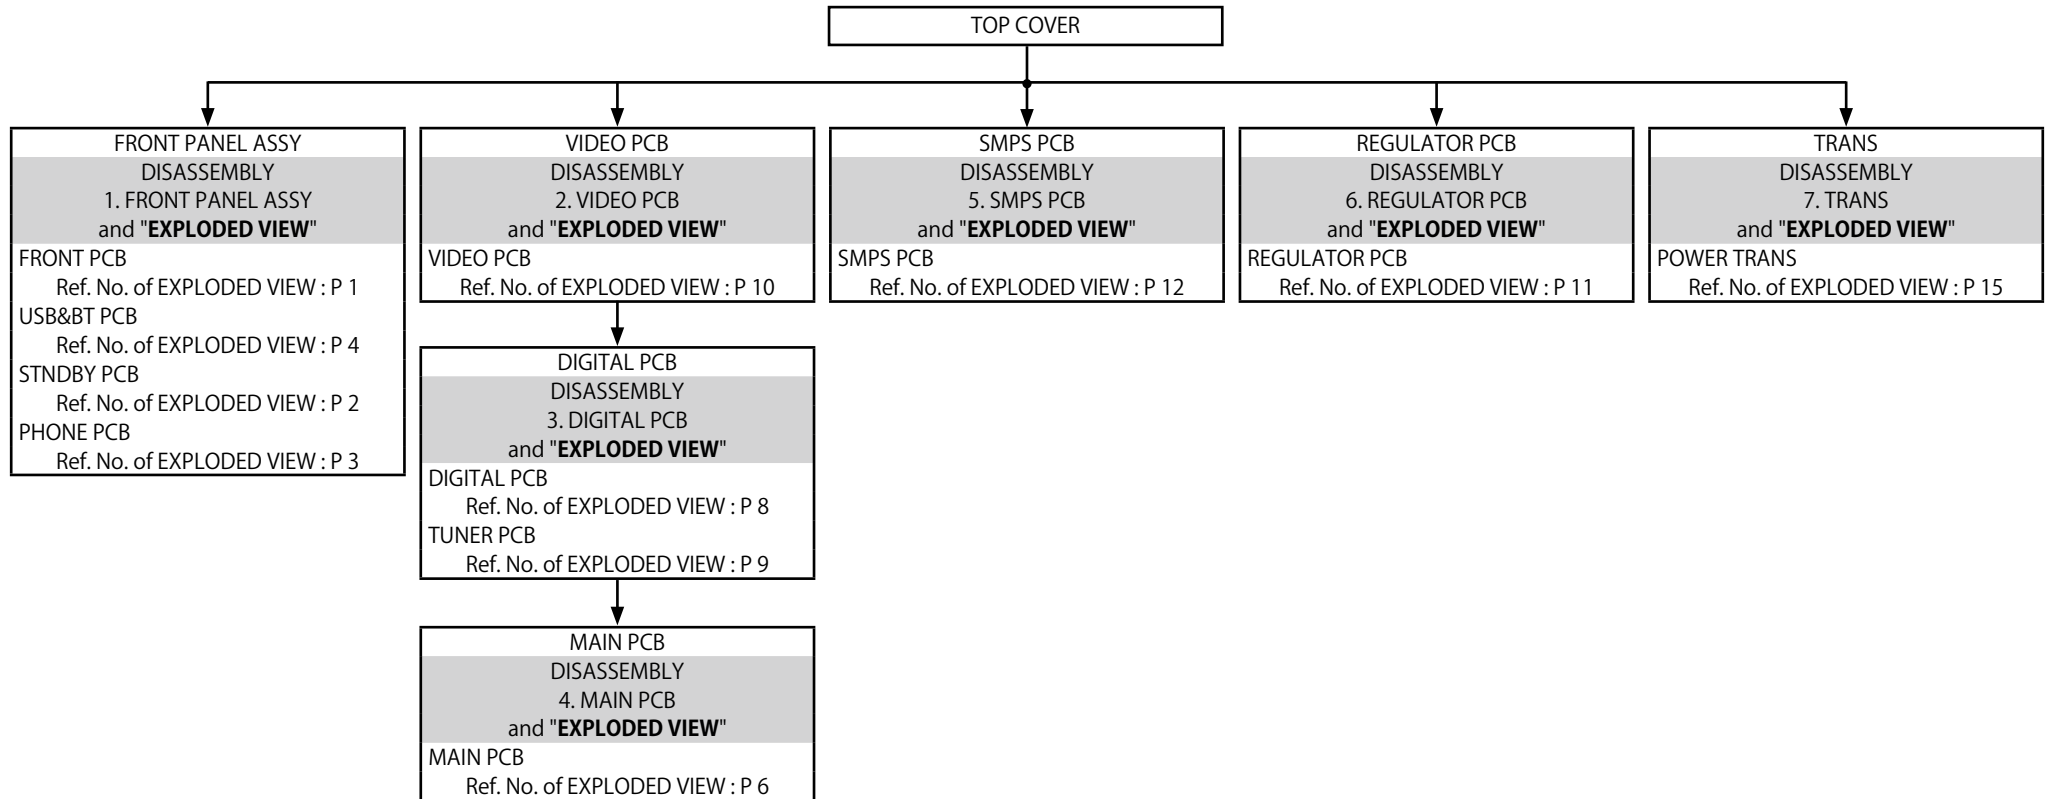 TOP COVER
FRONT PANEL ASSY
DISASSEMBLY
1. FRONT PANEL ASSY
and "EXPLODED VIEW"
FRONT PCB
Ref. No. of EXPLODED VIEW : P 1
USB&BT PCB
Ref. No. of EXPLODED VIEW : P 4
STNDBY PCB
Ref. No. of EXPLODED VIEW : P 2
PHONE PCB
Ref. No. of EXPLODED VIEW : P 3
VIDEO PCB
DISASSEMBLY
2. VIDEO PCB
and "EXPLODED VIEW"
VIDEO PCB
Ref. No. of EXPLODED VIEW : P 10
DIGITAL PCB
DISASSEMBLY
3. DIGITAL PCB
and "EXPLODED VIEW"
DIGITAL PCB
Ref. No. of EXPLODED VIEW : P 8
TUNER PCB
Ref. No. of EXPLODED VIEW : P 9
MAIN PCB
DISASSEMBLY
4. MAIN PCB
and "EXPLODED VIEW"
MAIN PCB
Ref. No. of EXPLODED VIEW : P 6
SMPS PCB
DISASSEMBLY
5. SMPS PCB
and "EXPLODED VIEW"
SMPS PCB
Ref. No. of EXPLODED VIEW : P 12
REGULATOR PCB
DISASSEMBLY
6. REGULATOR PCB
and "EXPLODED VIEW"
REGULATOR PCB
Ref. No. of EXPLODED VIEW : P 11
TRANS
DISASSEMBLY
7. TRANS
and "EXPLODED VIEW"
POWER TRANS
Ref. No. of EXPLODED VIEW : P 15